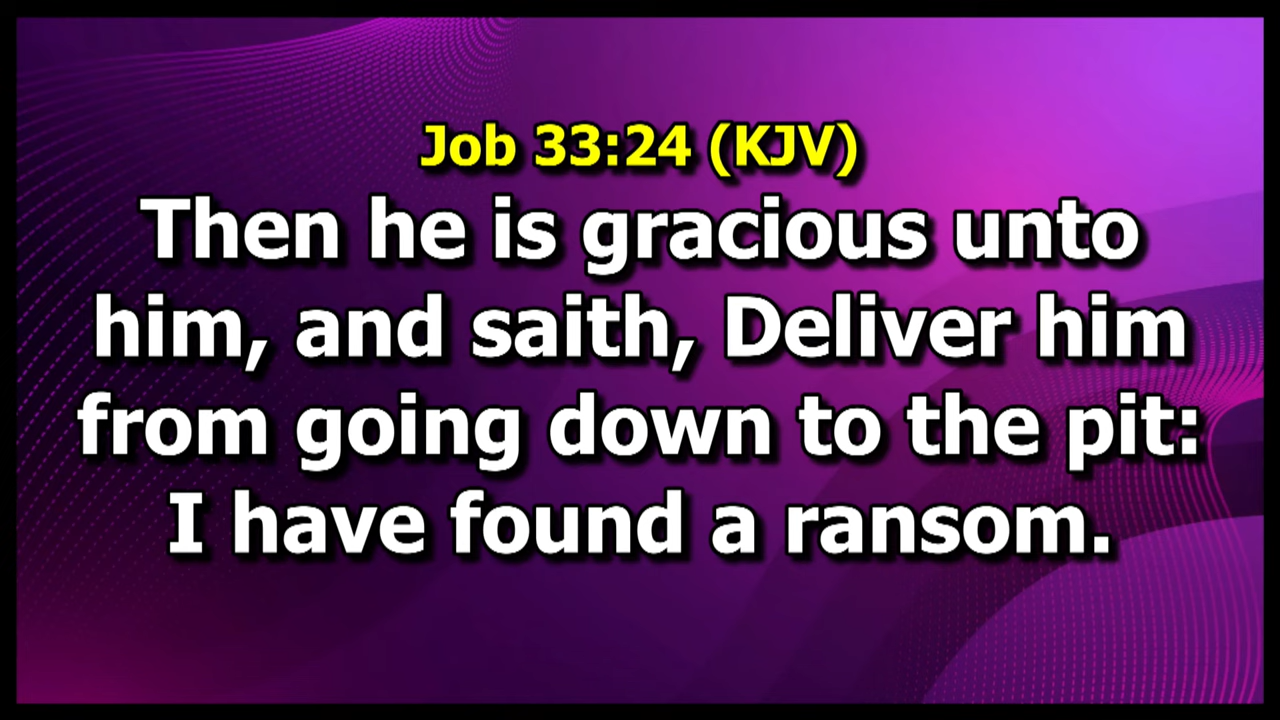 Job 33:24 (KJV)
Then he is gracious unto
him, and saith, Deliver him
from going down to the pit:
I have found a ransom.